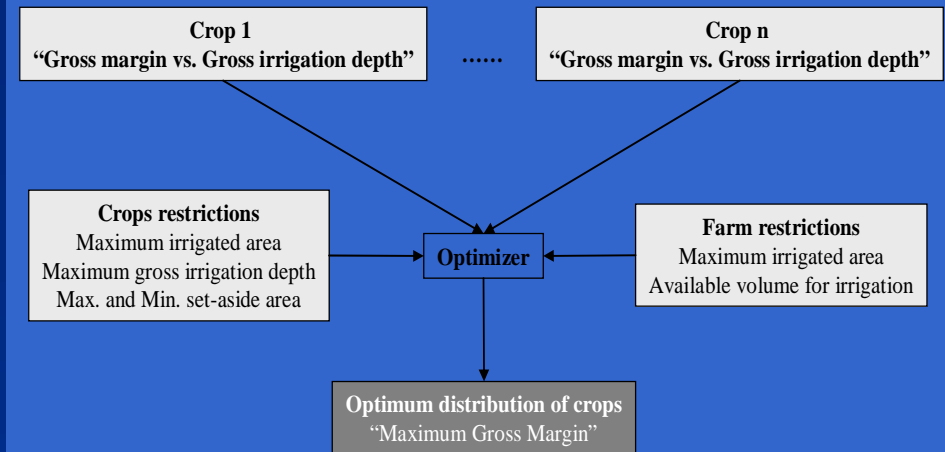 Crop 1
“Gross margin vs. Gross irrigation depth”
......
Crop n
“Gross margin vs. Gross irrigation depth”
Crops restrictions
Maximum irrigated area
Maximum gross irrigation depth
Max. and Min. set-aside area
Optimizer
Farm restrictions
Maximum irrigated area
Available volume for irrigation
Optimum distribution of crops
“Maximum Gross Margin”